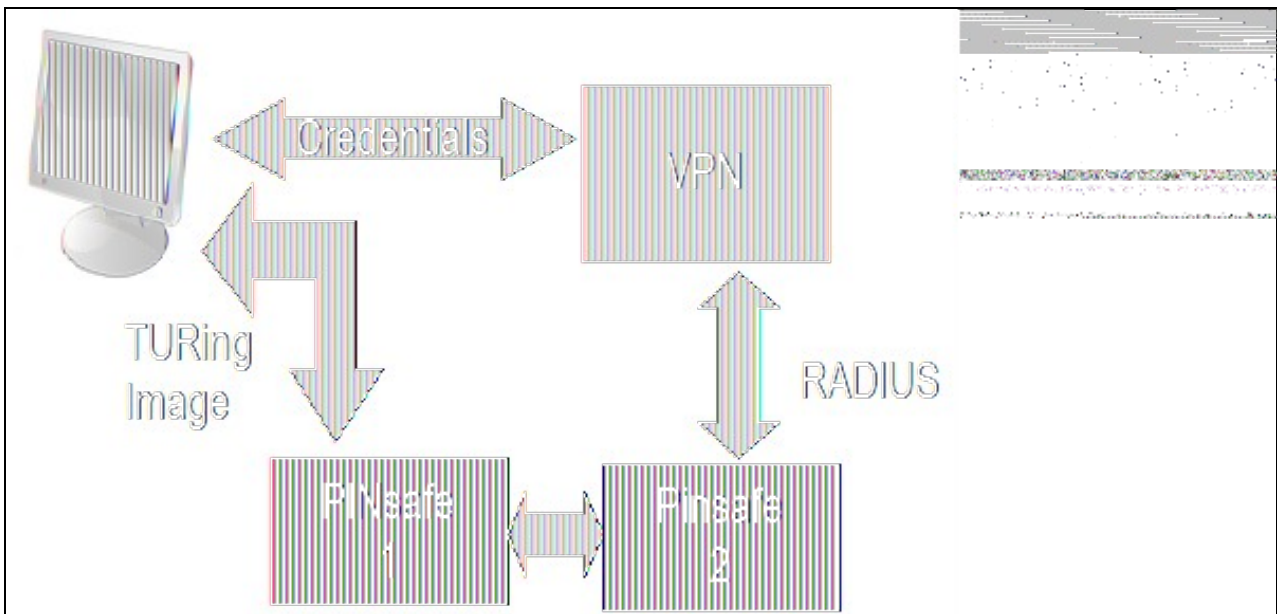 Credentials
VPN
TURing
Image
RADIUS
PINsafe
1
Pinsafe
2